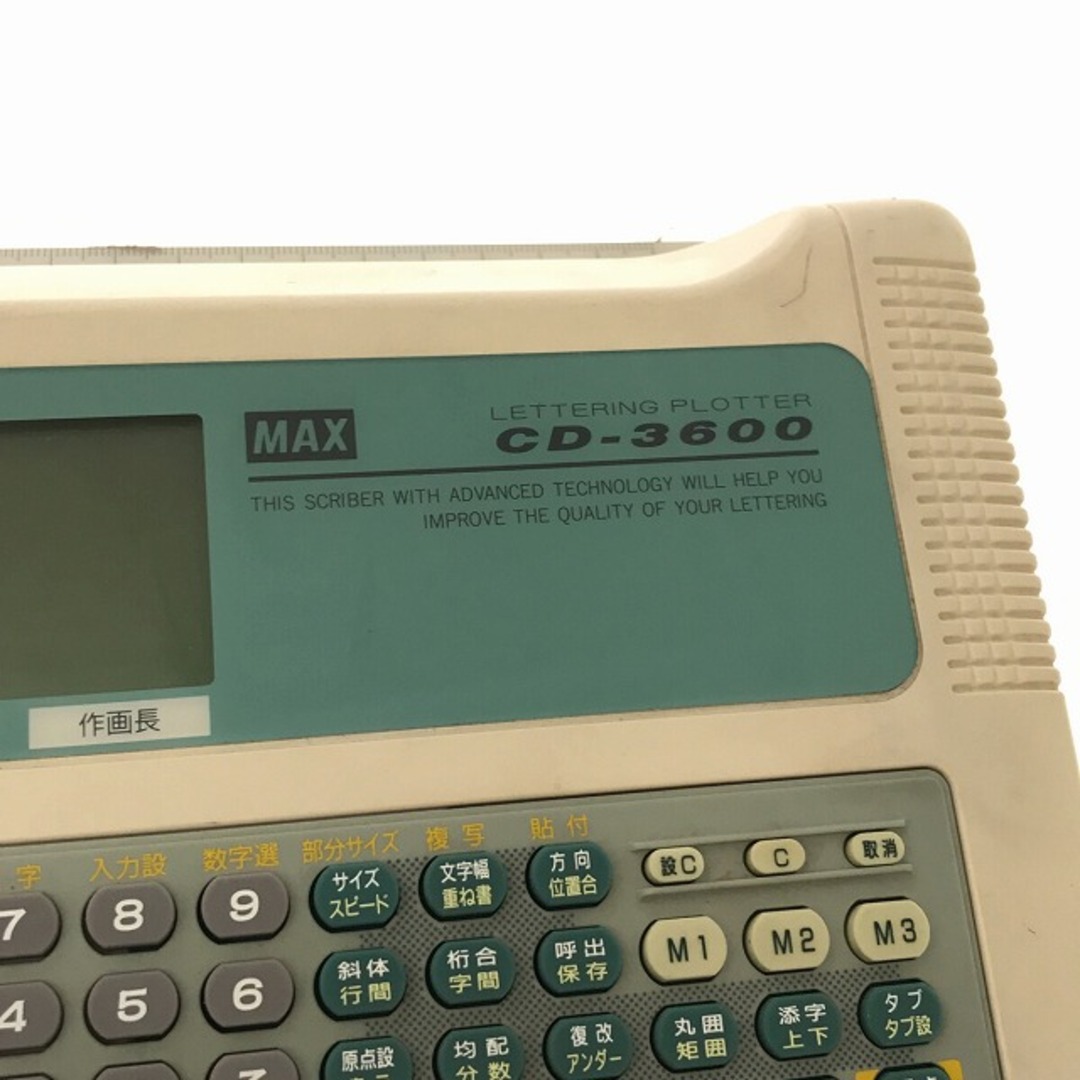 MAX
LETTERING PLOTTER
CD-3600
THIS SCRIBER WITH ADVANCED TECHNOLOGY WILL HELP YOU
IMPROVE THE QUALITY OF YOUR LETTERING
作画長
字 入力設 数字選 部分サイズ 複写 貼付
設C C 取消
7 8 9
サイズ
スピード
文字幅
重ね書
方向
位置合
M1 M2 M3
4 5 6
斜体
行間
桁合
字間
呼出
保存
丸囲
矩囲
添字
上下
タブ
タブ設
原点設
均配
分数
復改
アンダー